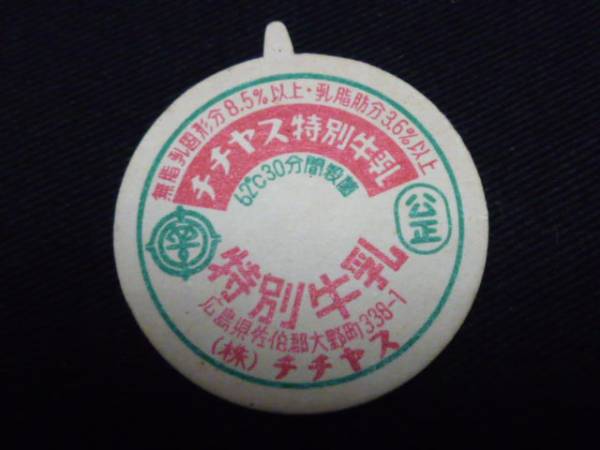 無脂乳固形分8.5%以上・乳脂肪分3.6%以上
チチヤス特別牛乳
62℃30分間殺菌
公正
特別牛乳
広島県佐伯郡大野町338-1
(株)チチヤス